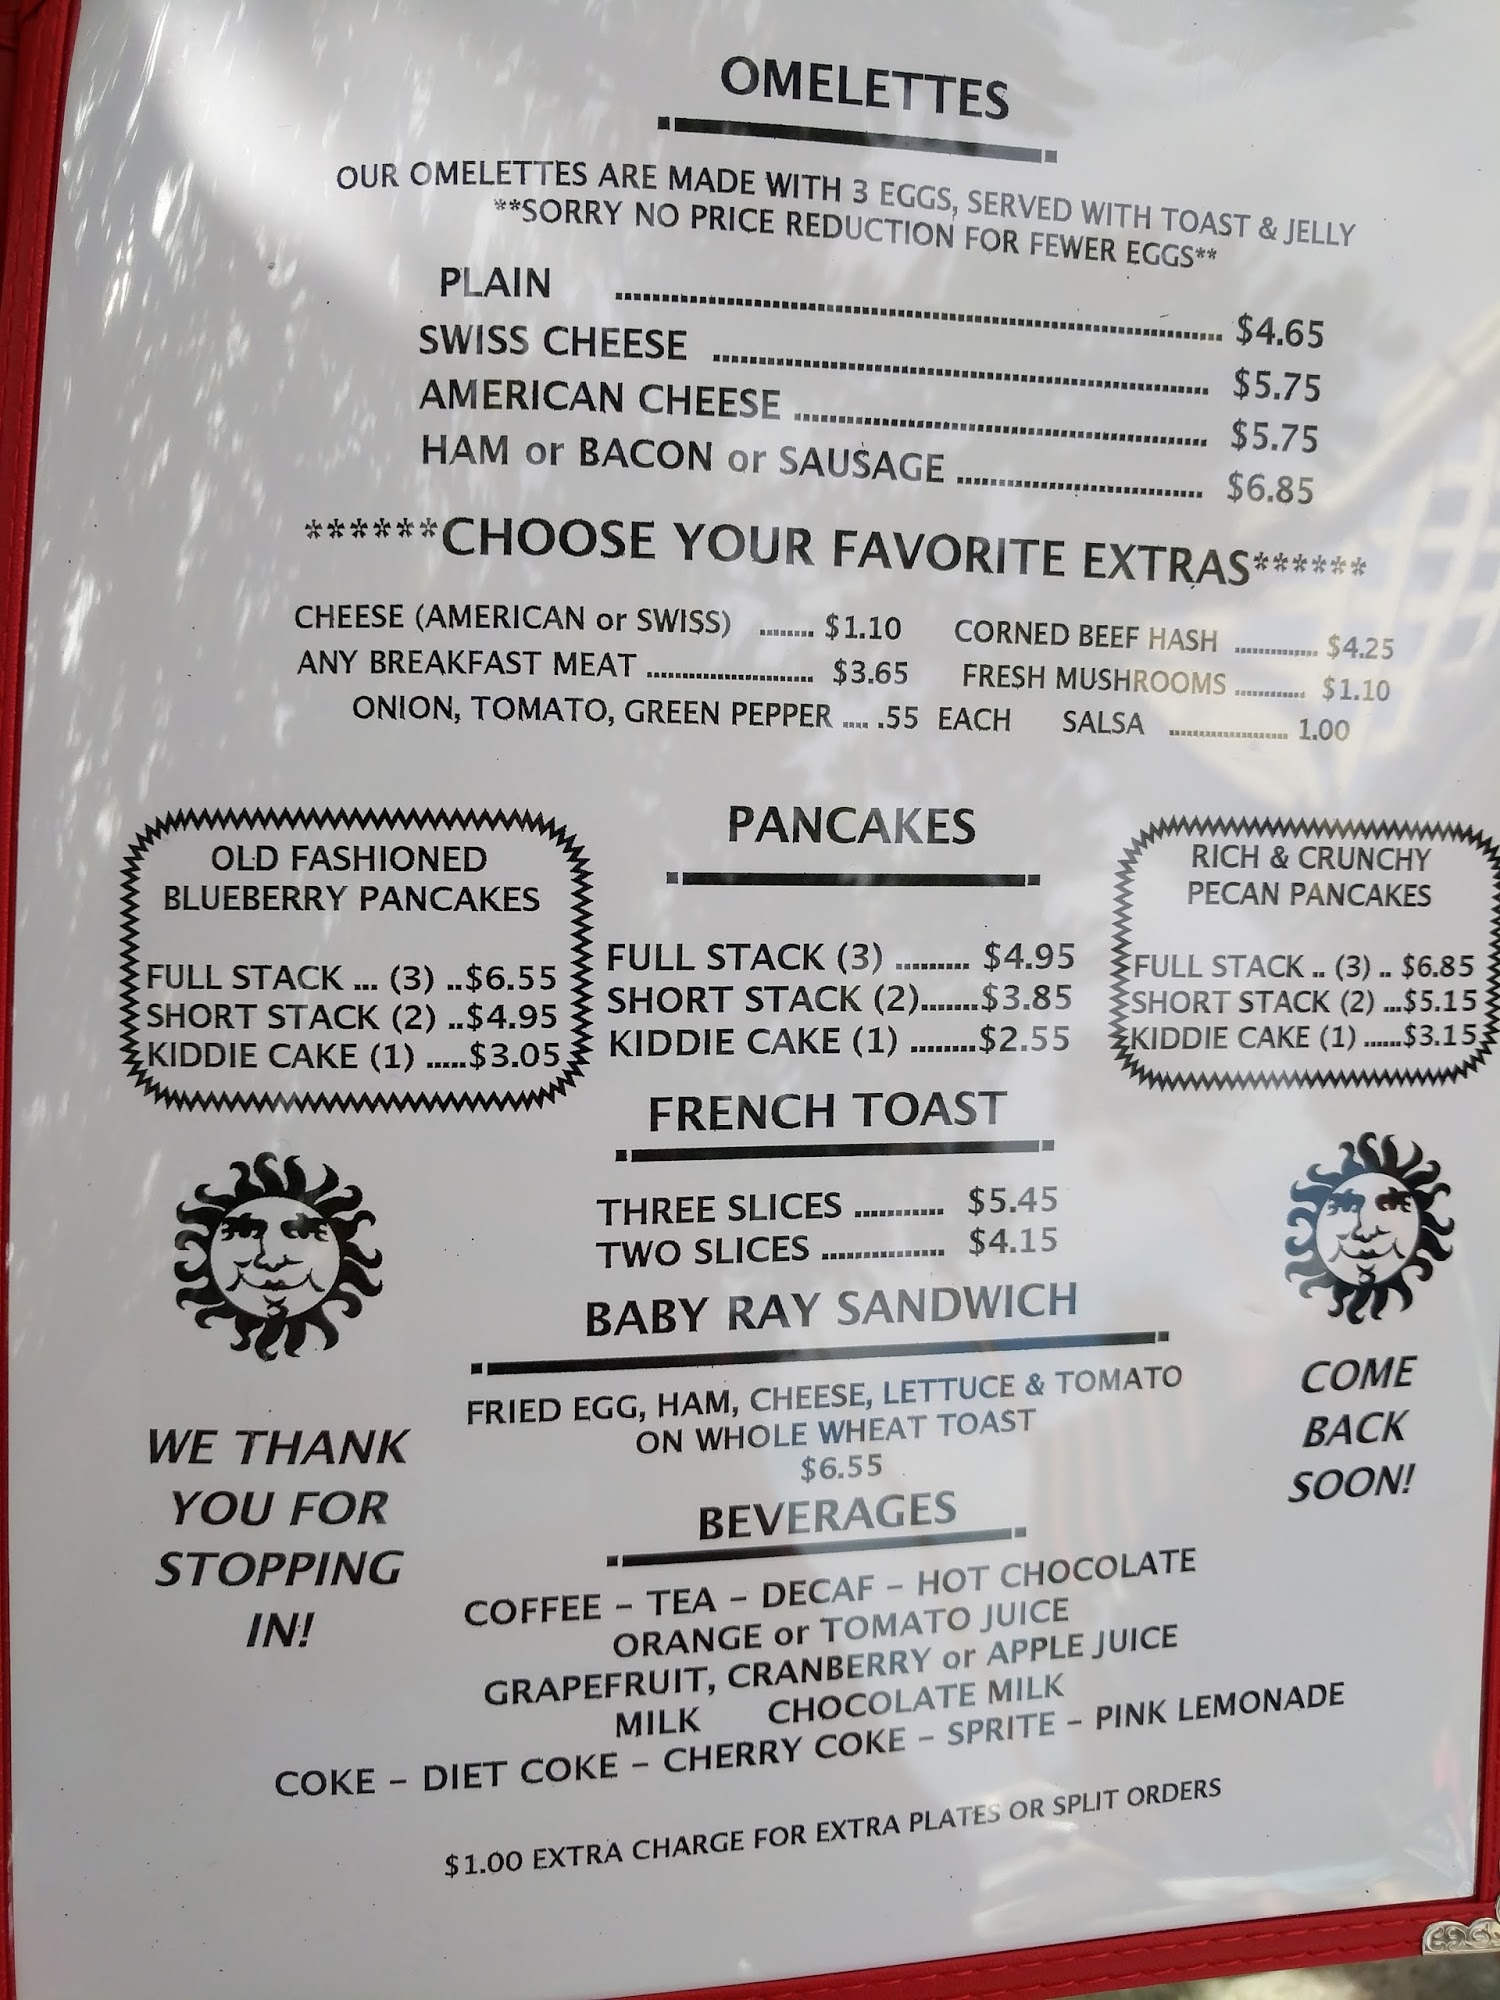 OMELETTES
OUR OMELETTES ARE MADE WITH 3 EGGS, SERVED WITH TOAST & JELLY
**SORRY NO PRICE REDUCTION FOR FEWER EGGS**
PLAIN ........ $4.65
SWISS CHEESE ........ $5.75
AMERICAN CHEESE ........ $5.75
HAM or BACON or SAUSAGE ........ $6.85
******CHOOSE YOUR FAVORITE EXTRAS******
CHEESE (AMERICAN or SWISS) ........ $1.10 CORNED BEEF HASH ........ $4.25
ANY BREAKFAST MEAT ........ $3.65 FRESH MUSHROOMS ........ $1.10
ONION, TOMATO, GREEN PEPPER .... .55 EACH SALSA ........ 1.00
OLD FASHIONED
BLUEBERRY PANCAKES
FULL STACK ... (3) ..$6.55
SHORT STACK (2) ..$4.95
KIDDIE CAKE (1) ......$3.05
PANCAKES
FULL STACK (3) ......... $4.95
SHORT STACK (2).......$3.85
KIDDIE CAKE (1) ........$2.55
RICH & CRUNCHY
PECAN PANCAKES
FULL STACK .. (3) .. $6.85
SHORT STACK (2) ...$5.15
KIDDIE CAKE (1) ......$3.15
FRENCH TOAST
THREE SLICES ........... $5.45
TWO SLICES ............... $4.15
BABY RAY SANDWICH
FRIED EGG, HAM, CHEESE, LETTUCE & TOMATO
ON WHOLE WHEAT TOAST
$6.55
WE THANK
YOU FOR
STOPPING
IN!
COME
BACK
SOON!
BEVERAGES
COFFEE – TEA – DECAF – HOT CHOCOLATE
ORANGE or TOMATO JUICE
GRAPEFRUIT, CRANBERRY or APPLE JUICE
MILK CHOCOLATE MILK
COKE – DIET COKE – CHERRY COKE – SPRITE – PINK LEMONADE
$1.00 EXTRA CHARGE FOR EXTRA PLATES OR SPLIT ORDERS